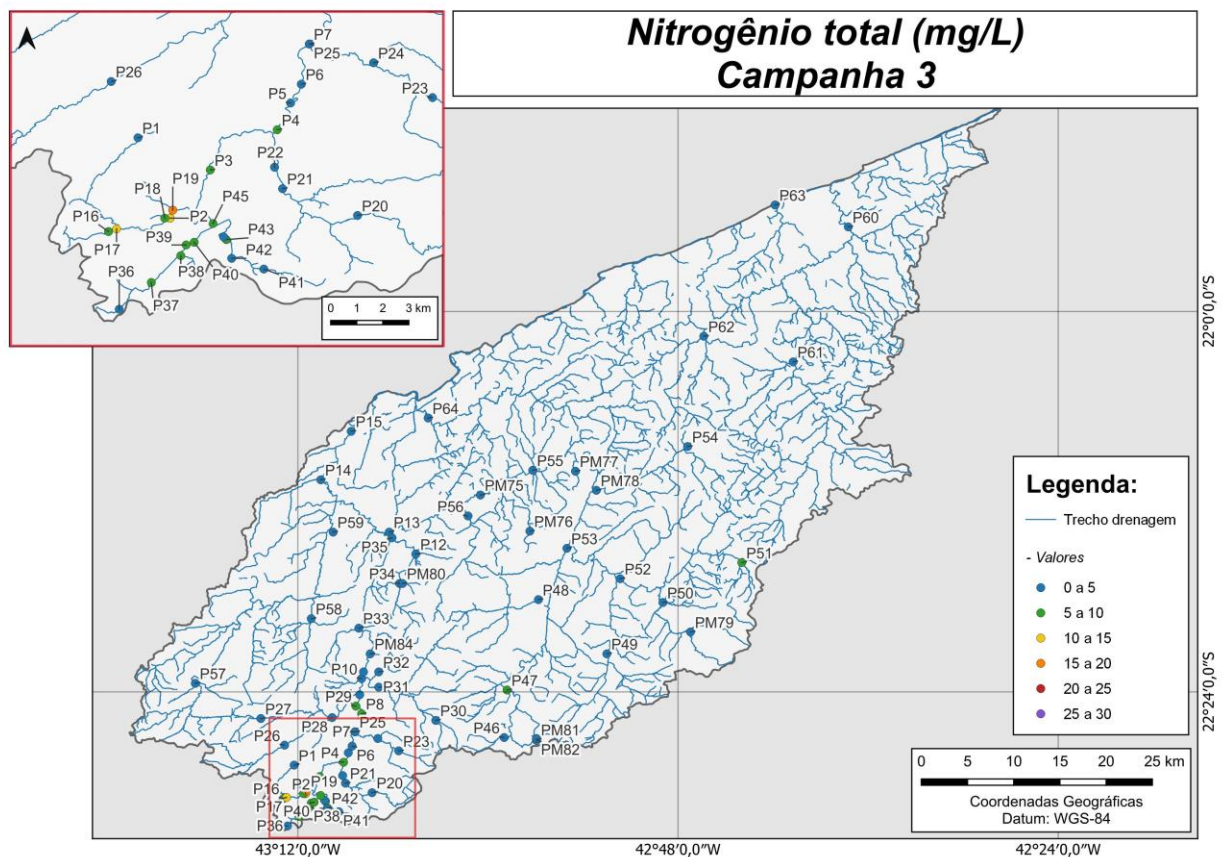 Nitrogênio total (mg/L)
Campanha 3
P7
P25
P24
P26
P6
P23
P5
P4
P1
P22
P3
P21
P18
P19
P45
P20
P16
P2
P43
P17
P39
P42
P36
P38
P40
P41
P37
0 1 2 3 km
P63
P60
22°0'0,0"S
P62
P61
P64
P15
P54
P55
PM77
P14
PM78
PM75
P56
P59
P13
PM76
P35
P12
P53
P51
P34
PM80
P52
P48
P50
P58
P33
PM79
PM84
P49
P10
P32
P57
P31
P47
22°24'0,0"S
P29
P8
P27
P28
P30
P25
P46
PM81
P26
P7
P23
PM82
P4
P6
P1
P21
P16
P2
P19
P20
P17
P42
P40
P38
P41
P36
Legenda:
Trecho drenagem
- Valores
0 a 5
5 a 10
10 a 15
15 a 20
20 a 25
25 a 30
0 5 10 15 20 25 km
Coordenadas Geográficas
Datum: WGS-84
43°12'0,0"W
42°48'0,0"W
42°24'0,0"W